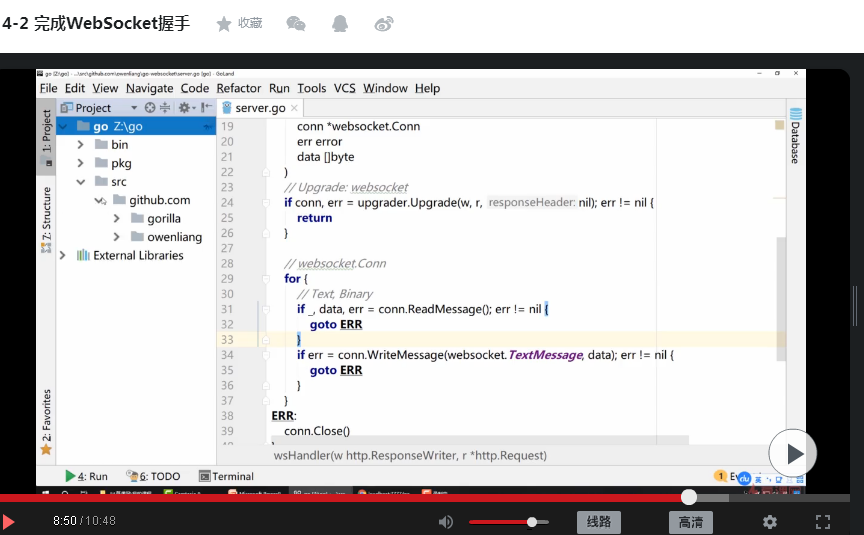 4-2 完成WebSocket握手 收藏
go [Z:\go] - ...\src\github.com\owenliang\go-websocket\server.go [go] - GoLand
File Edit View Navigate Code Refactor Run Tools VCS Window Help
Project server.go
1: Project
7: Structure
2: Favorites
go Z:\go
bin
pkg
src
github.com
gorilla
owenliang
External Libraries
19 conn *websocket.Conn
20 err error
21 data []byte
22 )
23 // Upgrade: websocket
24 if conn, err = upgrader.Upgrade(w, r, responseHeader: nil); err != nil {
25 return
26 }
27
28 // websocket.Conn
29 for {
30 // Text, Binary
31 if _, data, err = conn.ReadMessage(); err != nil {
32 goto ERR
33 }
34 if err = conn.WriteMessage(websocket.TextMessage, data); err != nil {
35 goto ERR
36 }
37 }
38 ERR:
39 conn.Close()
wsHandler(w http.ResponseWriter, r *http.Request)
Database
4: Run 6: TODO Terminal 1
8:50 / 10:48 线路 高清